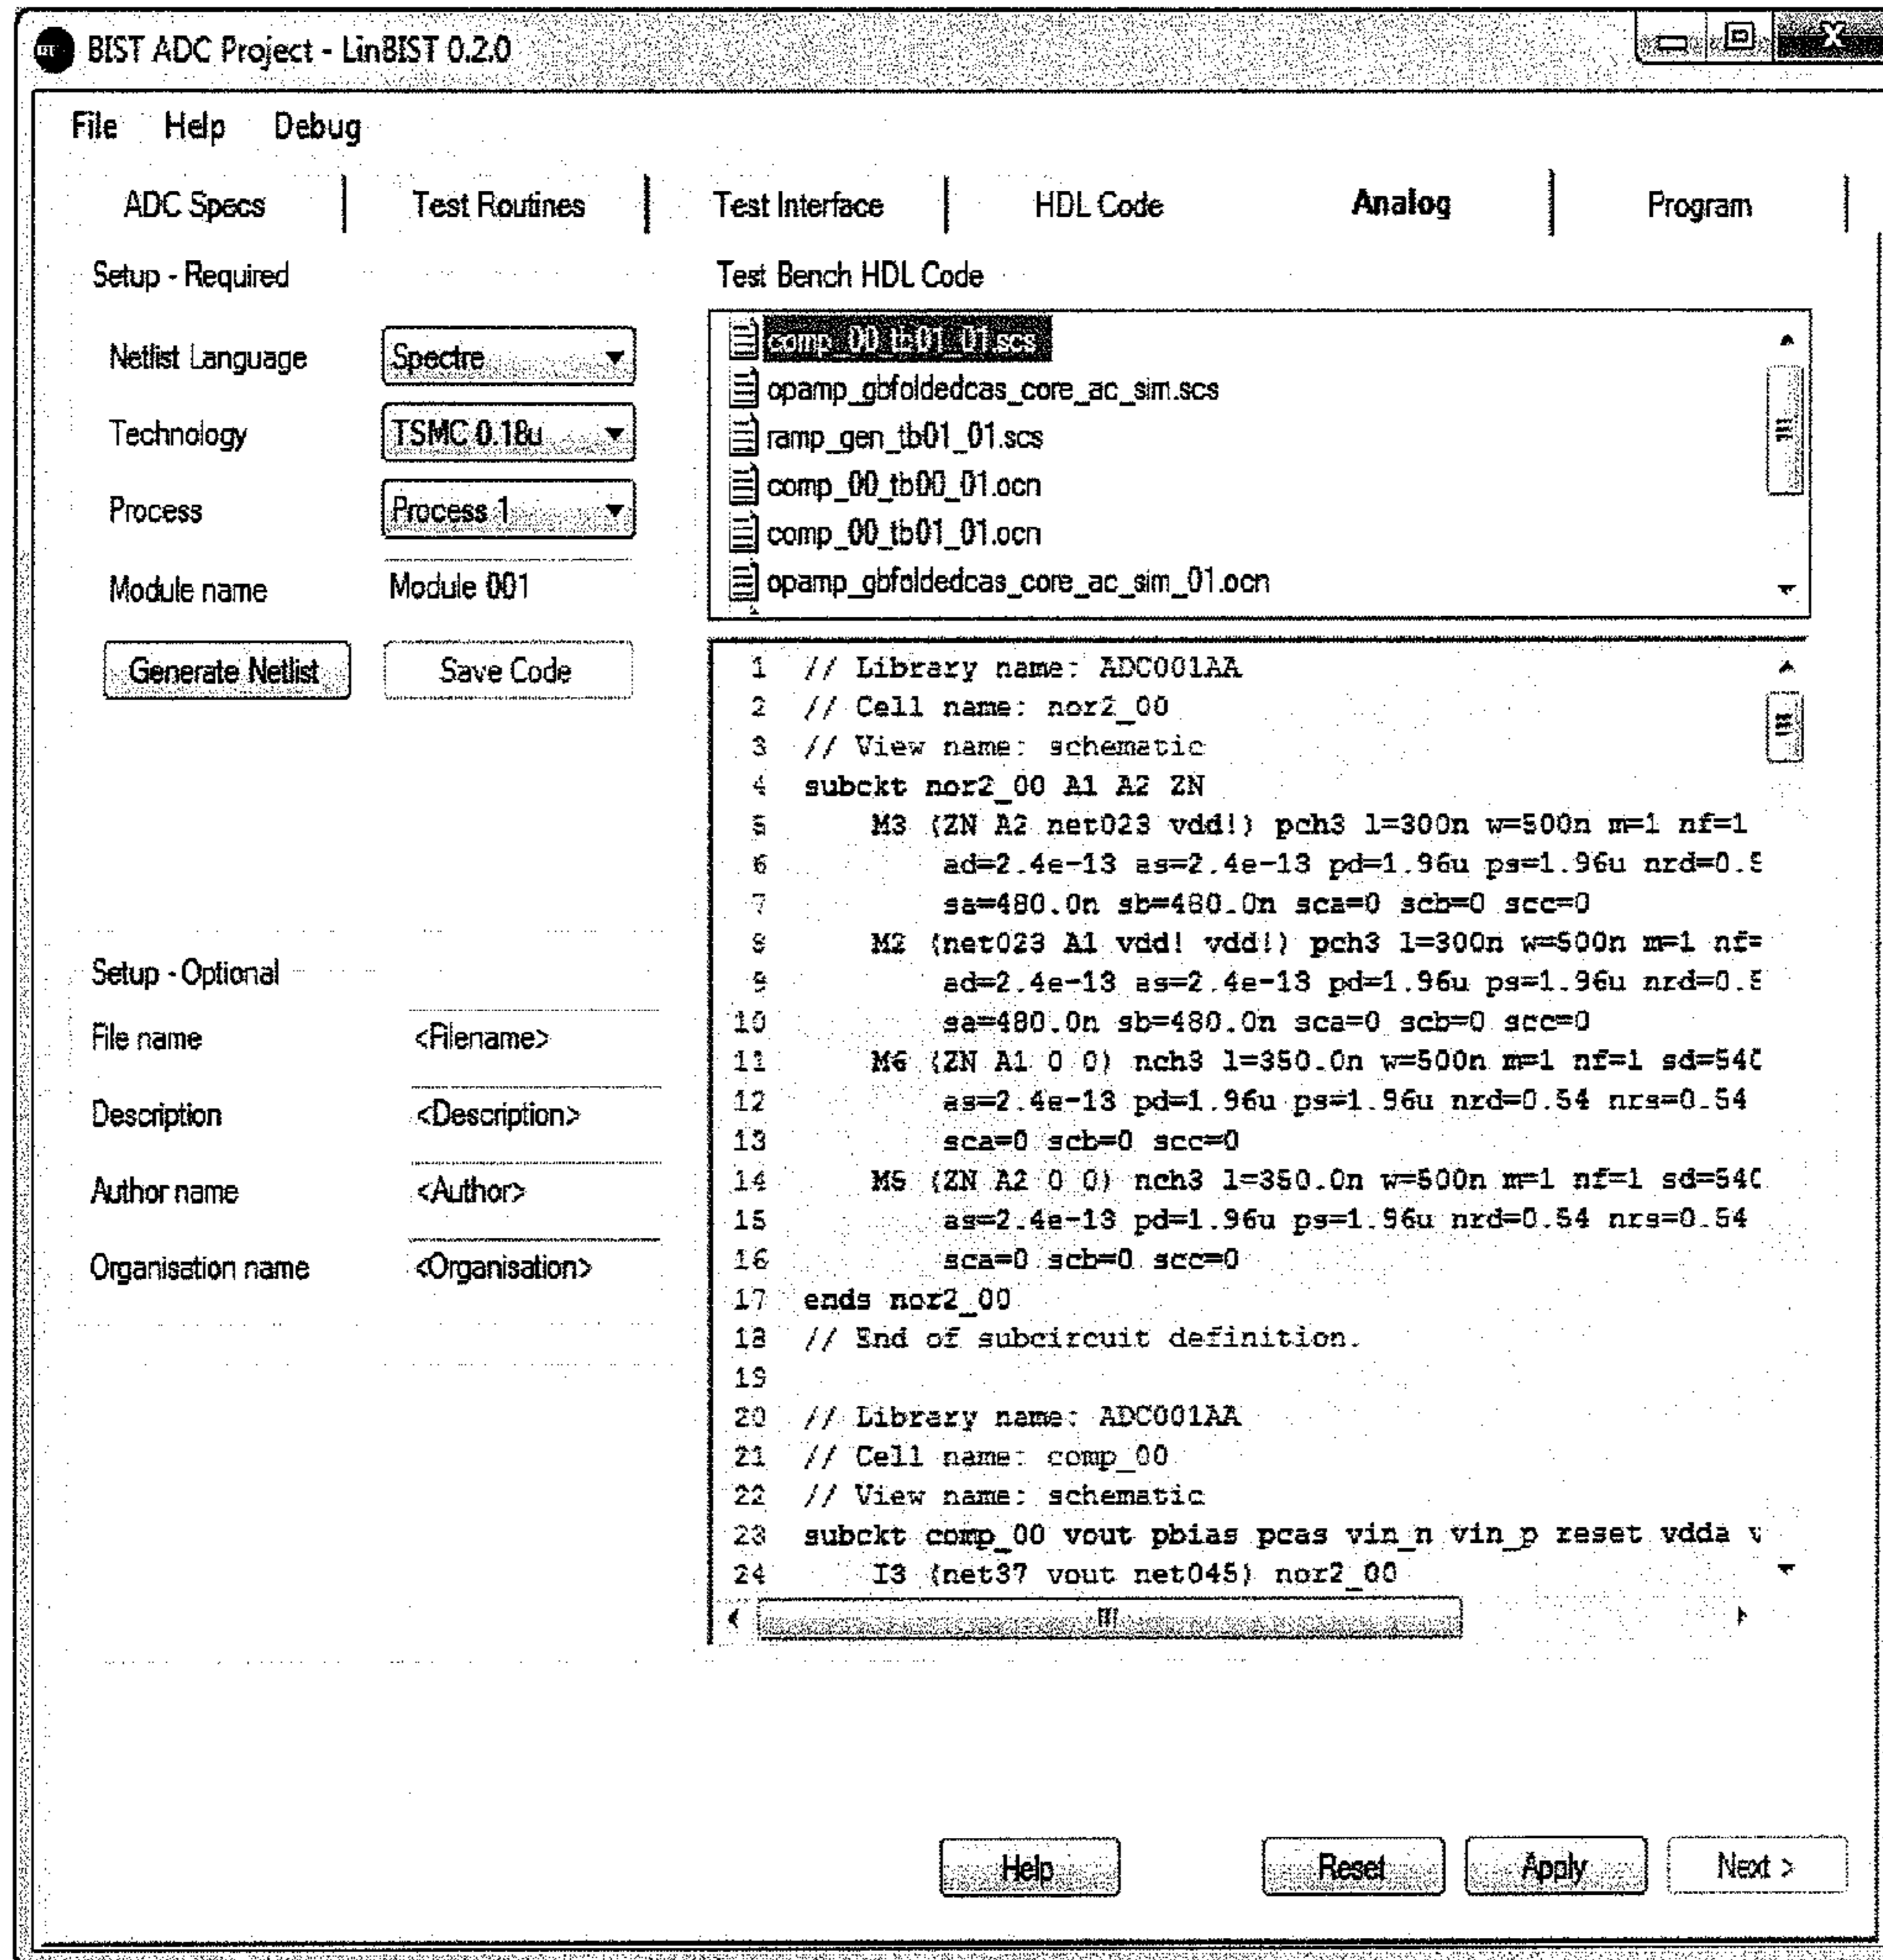 BIST ADC Project - LinBIST 0.2.0
File Help Debug
ADC Specs Test Routines Test Interface HDL Code Analog Program
Setup - Required
Netlist Language Spectre
Technology TSMC 0.18u
Process Process 1
Module name Module 001
Generate Netlist Save Code
Setup - Optional
File name <Filename>
Description <Description>
Author name <Author>
Organisation name <Organisation>
Test Bench HDL Code
comp_00_tb01_01.scs
opamp_gbfoldedcas_core_ac_sim.scs
ramp_gen_tb01_01.scs
comp_00_tb00_01.ocn
comp_00_tb01_01.ocn
opamp_gbfoldedcas_core_ac_sim_01.ocn
1 // Library name: ADC001AA
2 // Cell name: nor2_00
3 // View name: schematic
4 subckt nor2_00 A1 A2 ZN
5 M3 (ZN A2 net023 vdd!) pch3 l=300n w=500n m=1 nf=1
6 ad=2.4e-13 as=2.4e-13 pd=1.96u ps=1.96u
7 sa=480.0n sb=480.0n sca=0 scb=0 scc=0
8 M2 (net023 A1 vdd! vdd!) pch3 l=300n w=500n m=1 nf=
9 ad=2.4e-13 as=2.4e-13 pd=1.96u ps=1.96u
10 sa=480.0n sb=480.0n sca=0 scb=0 scc=0
11 M6 (ZN A1 0 0) nch3 l=350.0n w=500n m=1 nf=1 sd=540
12 as=2.4e-13 pd=1.96u ps=1.96u nrd=0.54 nrs=0.54
13 sca=0 scb=0 scc=0
14 M5 (ZN A2 0 0) nch3 l=350.0n w=500n m=1 nf=1 sd=540
15 as=2.4e-13 pd=1.96u ps=1.96u nrd=0.54 nrs=0.54
16 sca=0 scb=0 scc=0
17 ends nor2_00
18 // End of subcircuit definition.
19
20 // Library name: ADC001AA
21 // Cell name: comp_00
22 // View name: schematic
23 subckt comp_00 vout pbias pcas vin_n vin_p reset vdda v
24 I3 (net37 vout net045) nor2_00
Help Reset Apply Next >